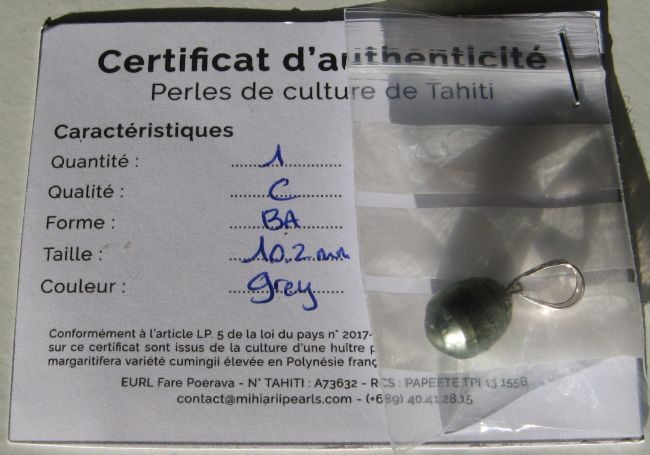 Certificat d'authenticité
Perles de culture de Tahiti
Caractéristiques
Quantité : 1
Qualité : C
Forme : BA
Taille : 10.2 mm
Couleur : grey
Conformément à l'article LP. 5 de la loi du pays n° 2017-
sur ce certificat sont issus de la culture d'une huître p
margaritifera variété cumingii élevée en Polynésie franç
EURL Fare Poerava - N° TAHITI : A73632 - RCS : PAPEETE TPI 13 155B
contact@mihiariipearls.com - (+689) 40.41.28.15